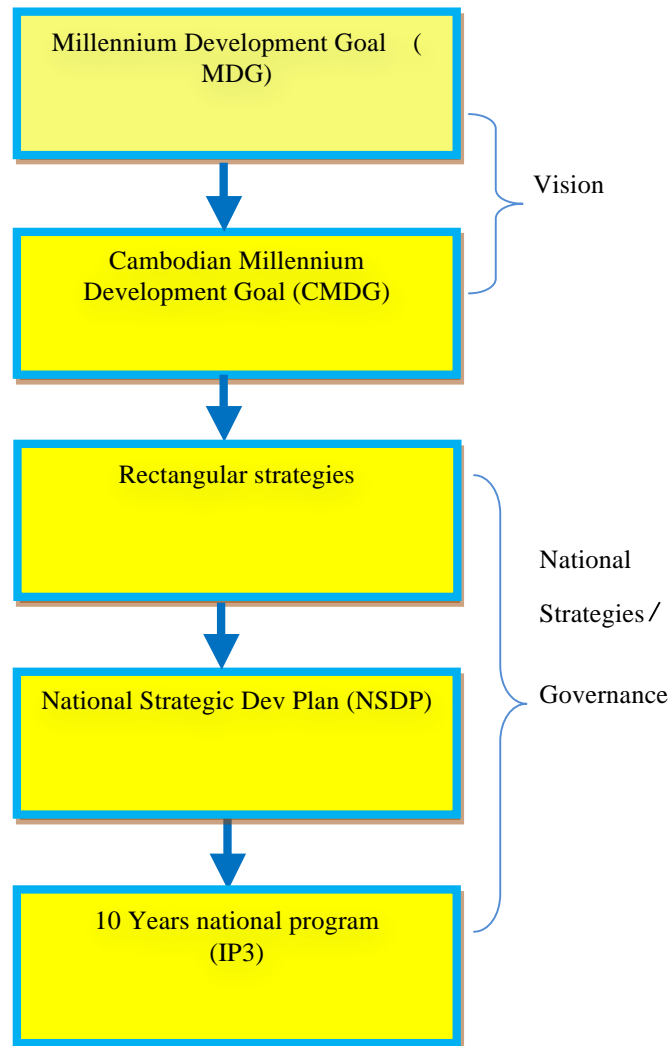 Millennium Development Goal (
MDG)
Vision
Cambodian Millennium
Development Goal (CMDG)
Rectangular strategies
National
Strategies/
Governance
National Strategic Dev Plan (NSDP)
10 Years national program
(IP3)